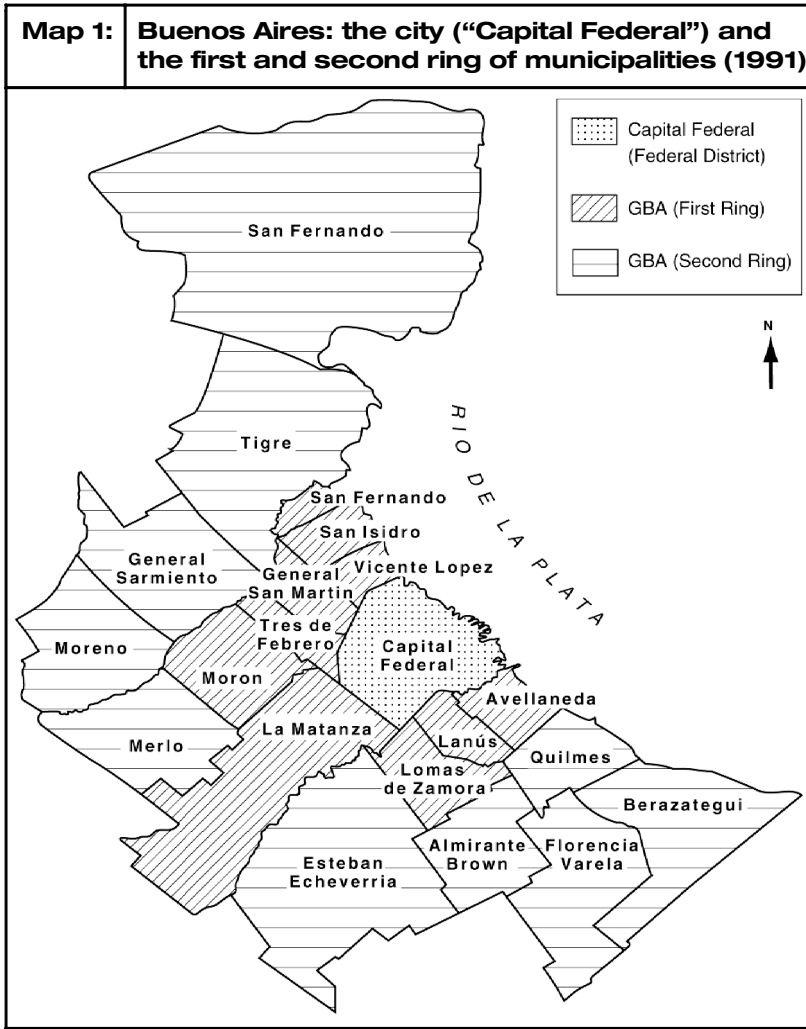 Map 1:
Buenos Aires: the city (“Capital Federal”) and
the first and second ring of municipalities (1991)
Capital Federal
(Federal District)
GBA (First Ring)
GBA (Second Ring)
N
San Fernando
RIO DE LA PLATA
Tigre
San Fernando
San Isidro
General
Sarmiento
Vicente Lopez
General
San Martin
Tres de
Febrero
Capital
Federal
Moreno
Moron
Avellaneda
La Matanza
Merlo
Lanús
Quilmes
Lomas
de Zamora
Berazategui
Almirante
Brown
Florencia
Varela
Esteban
Echeverria